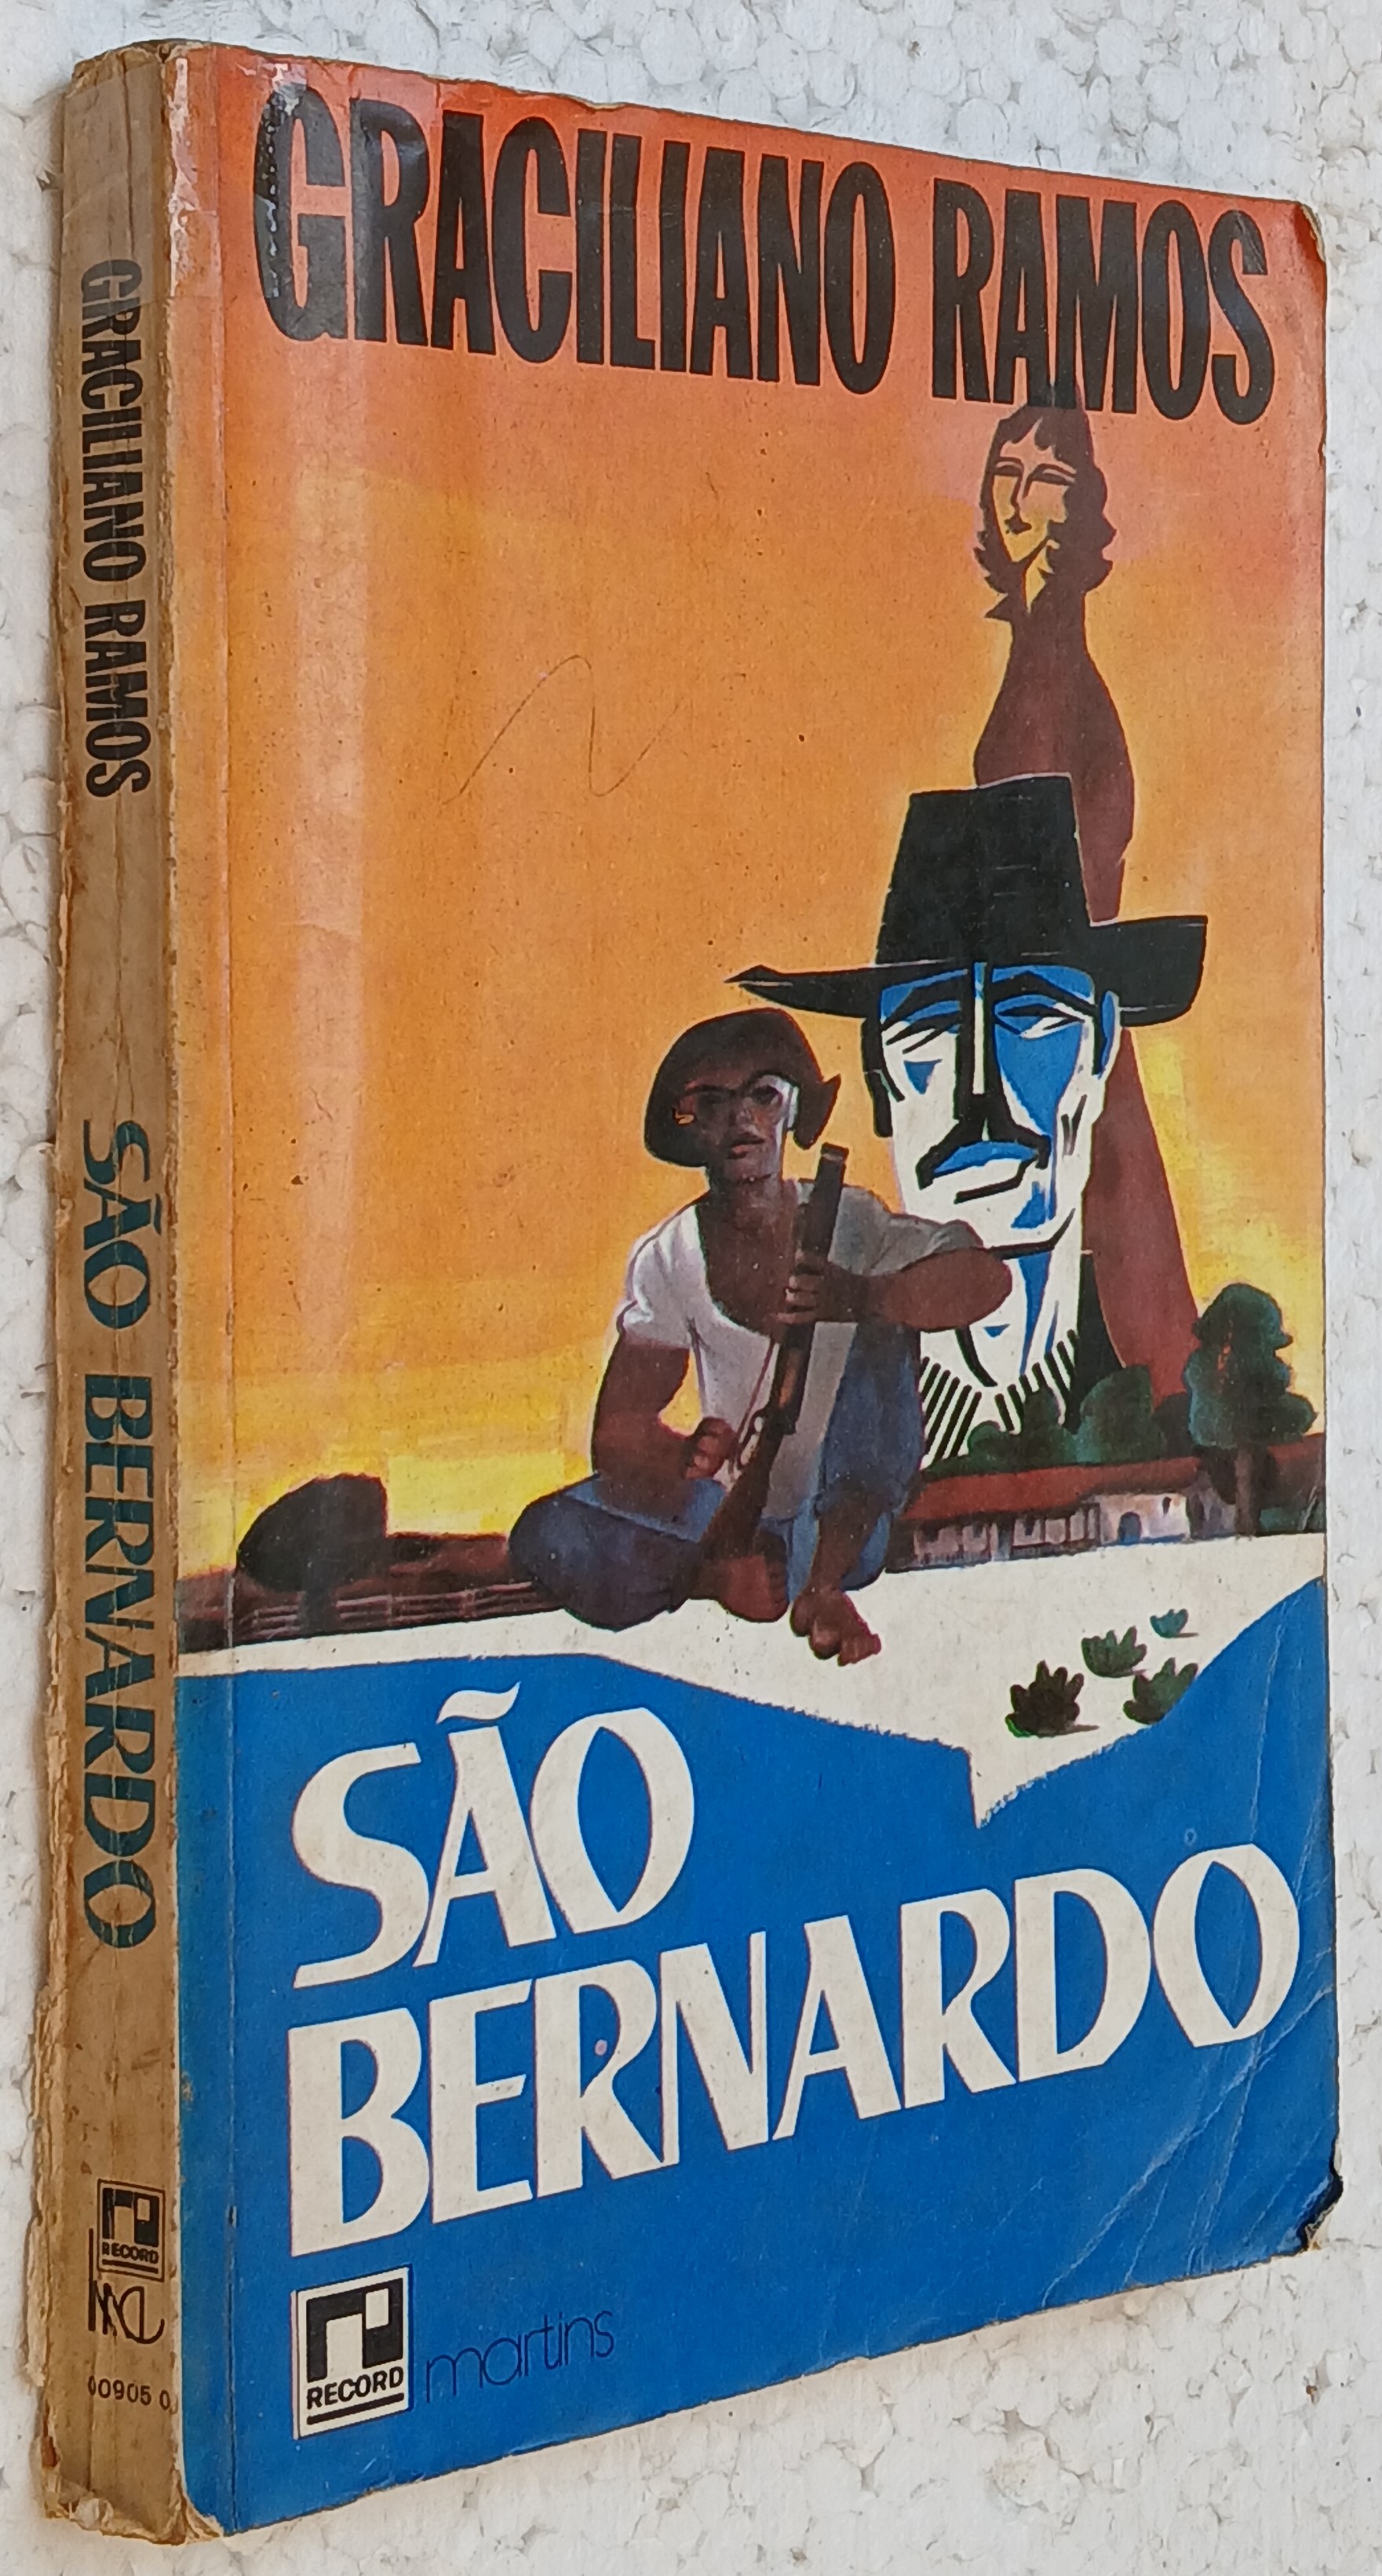 GRACILIANO RAMOS
SÃO
BERNARDO
RECORD
martins
GRACILIANO RAMOS
SÃO BERNARDO
RECORD
00905 0